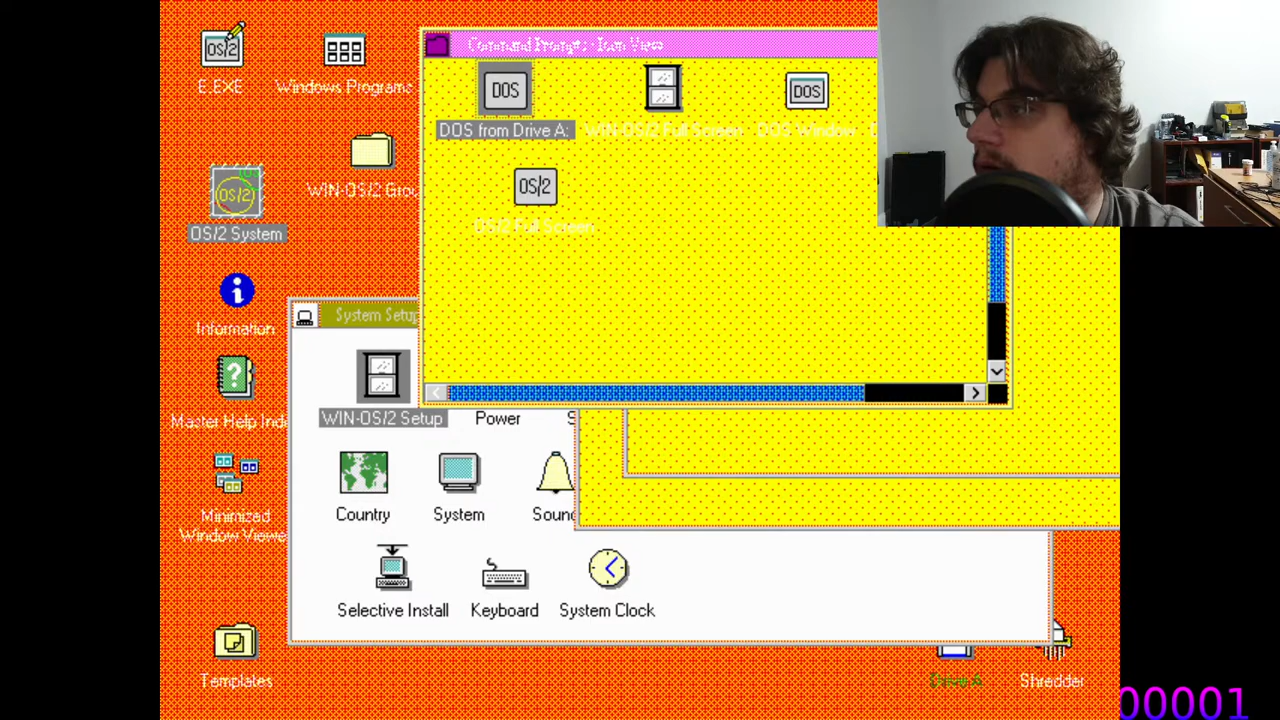 Command Prompts - Icon View
OS/2
E.EXE
Windows Programs
DOS
DOS from Drive A:
WIN-OS/2 Full Screen
DOS
DOS Window
WIN-OS/2 Grou
OS/2
OS/2 Full Screen
OS/2
OS/2 System
Information
System Setup
Master Help Inde
WIN-OS/2 Setup
Power
S
Minimized
Window Viewer
Country
System
Soun
Selective Install
Keyboard
System Clock
Templates
Drive A
Shredder
00001